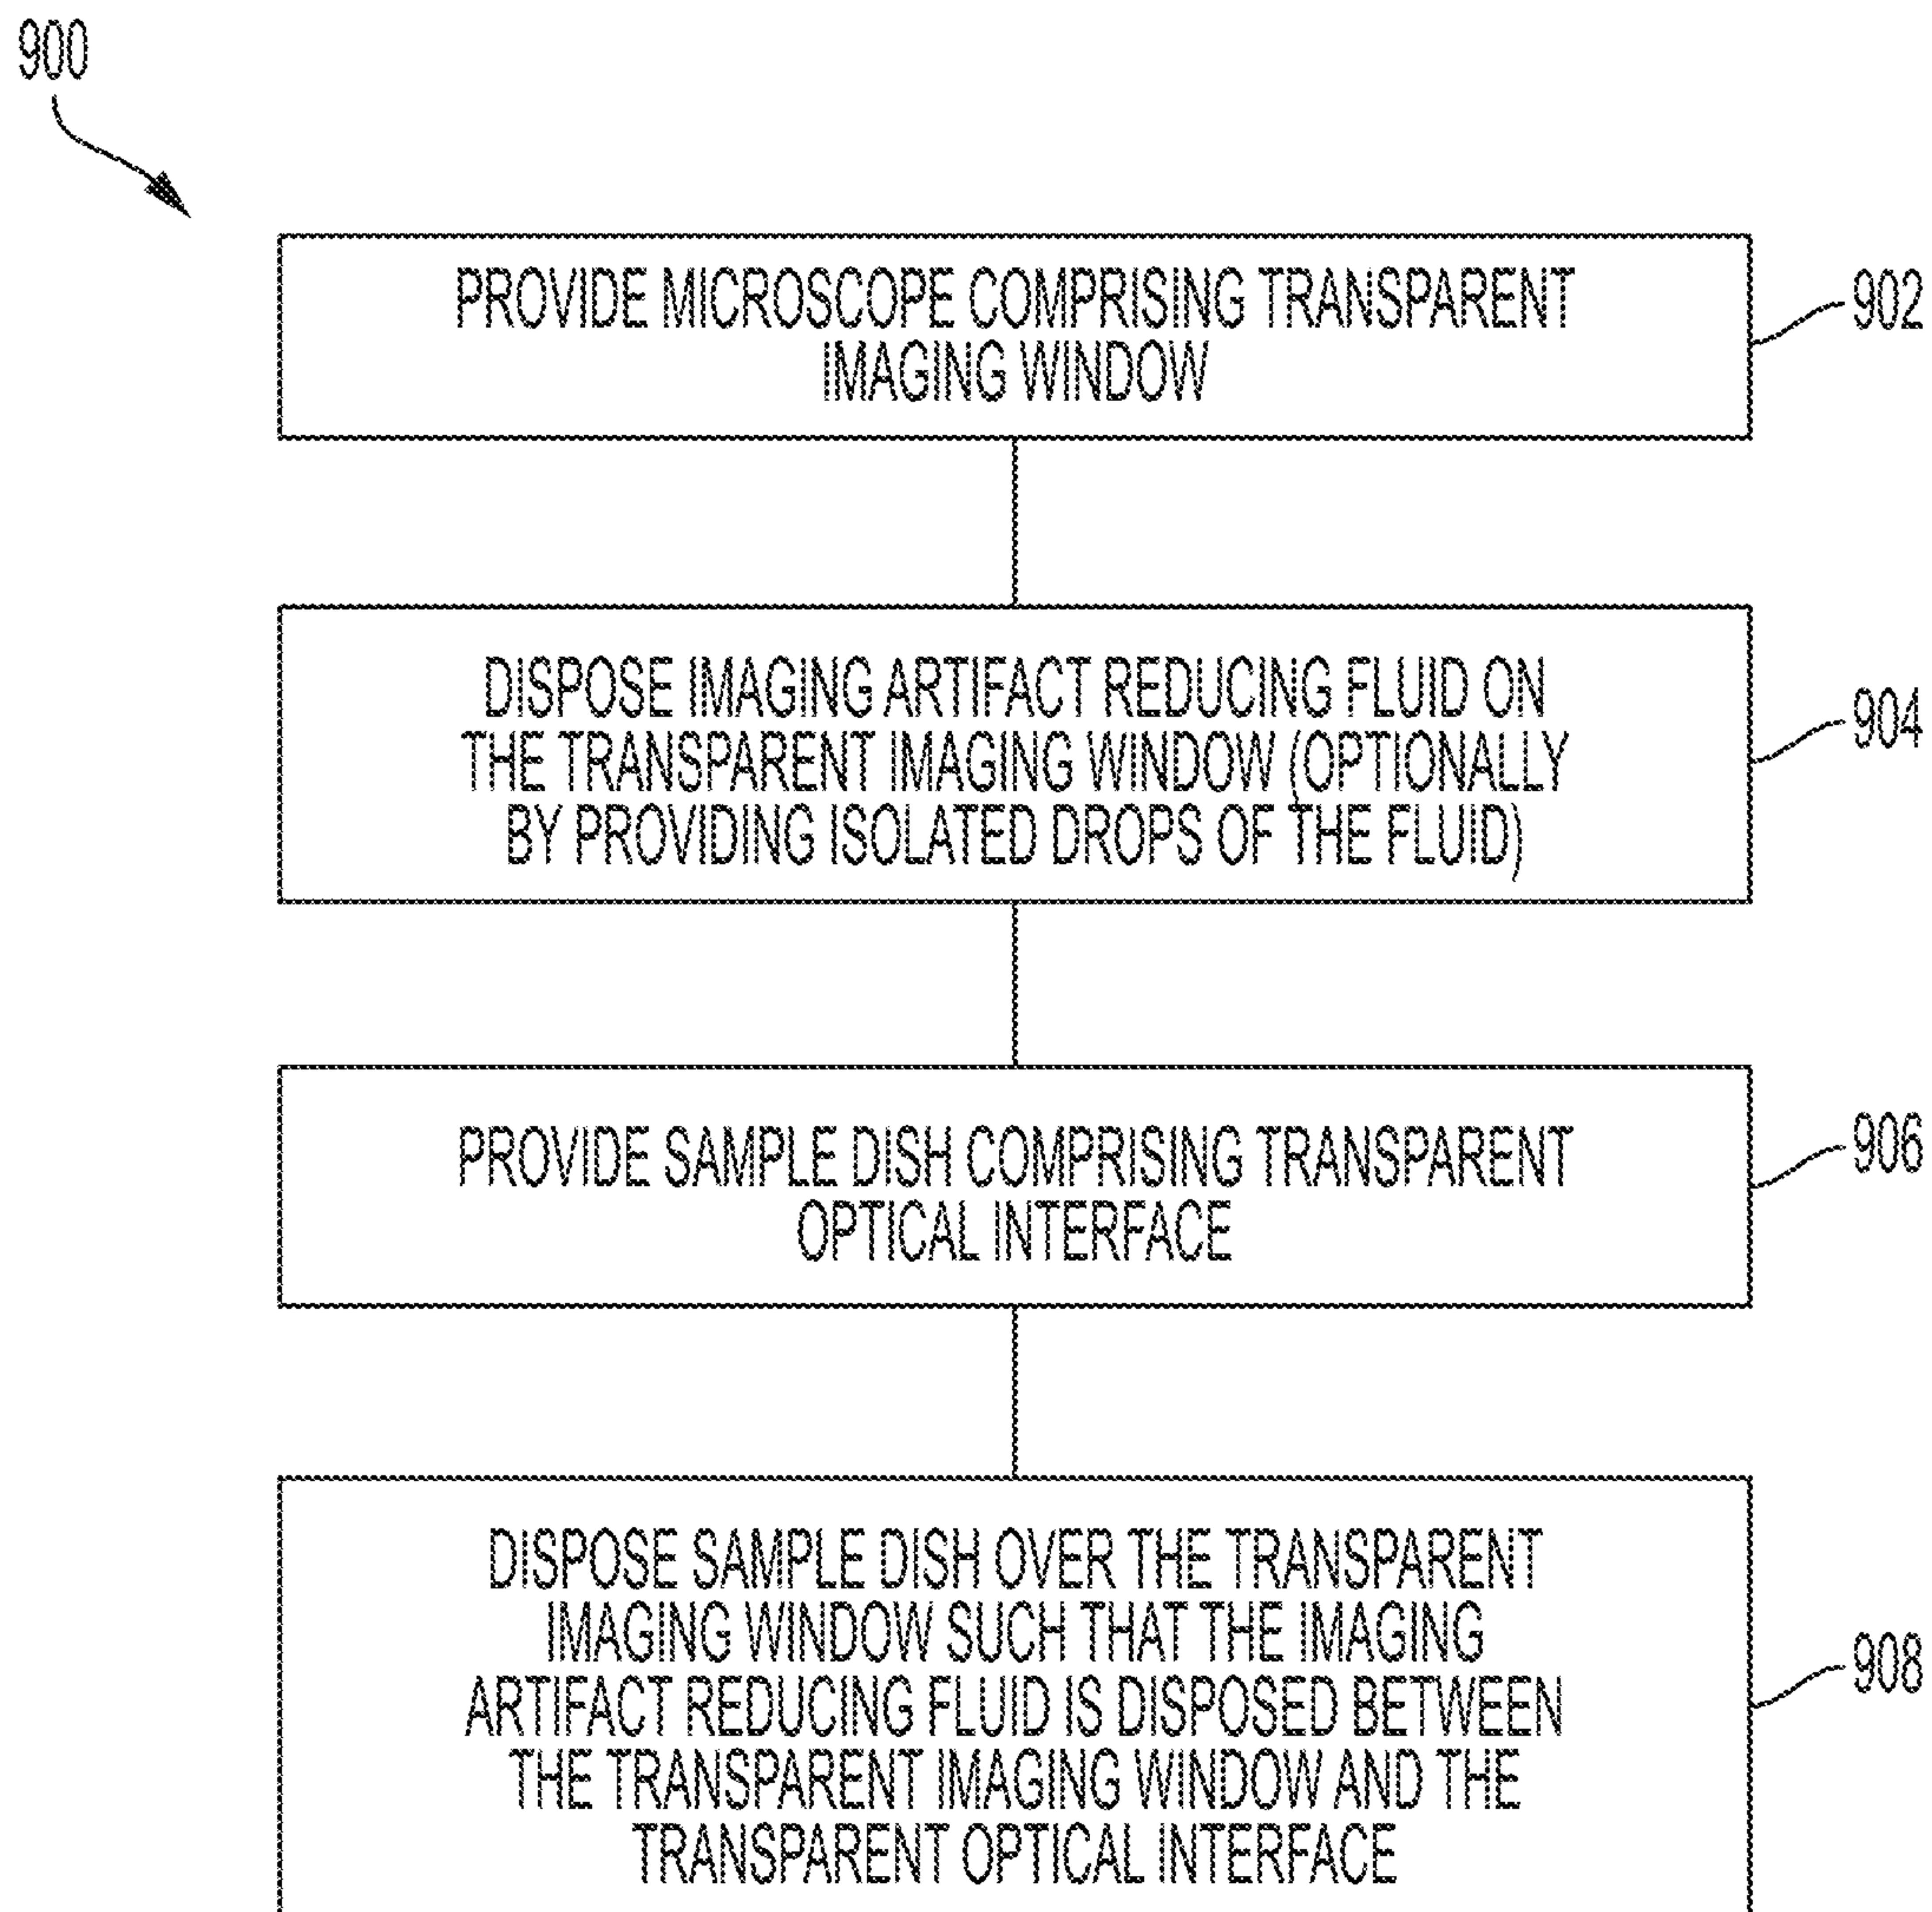 900
PROVIDE MICROSCOPE COMPRISING TRANSPARENT
IMAGING WINDOW
902
DISPOSE IMAGING ARTIFACT REDUCING FLUID ON
THE TRANSPARENT IMAGING WINDOW (OPTIONALLY
BY PROVIDING ISOLATED DROPS OF THE FLUID)
904
PROVIDE SAMPLE DISH COMPRISING TRANSPARENT
OPTICAL INTERFACE
906
DISPOSE SAMPLE DISH OVER THE TRANSPARENT
IMAGING WINDOW SUCH THAT THE IMAGING
ARTIFACT REDUCING FLUID IS DISPOSED BETWEEN
THE TRANSPARENT IMAGING WINDOW AND THE
TRANSPARENT OPTICAL INTERFACE
908